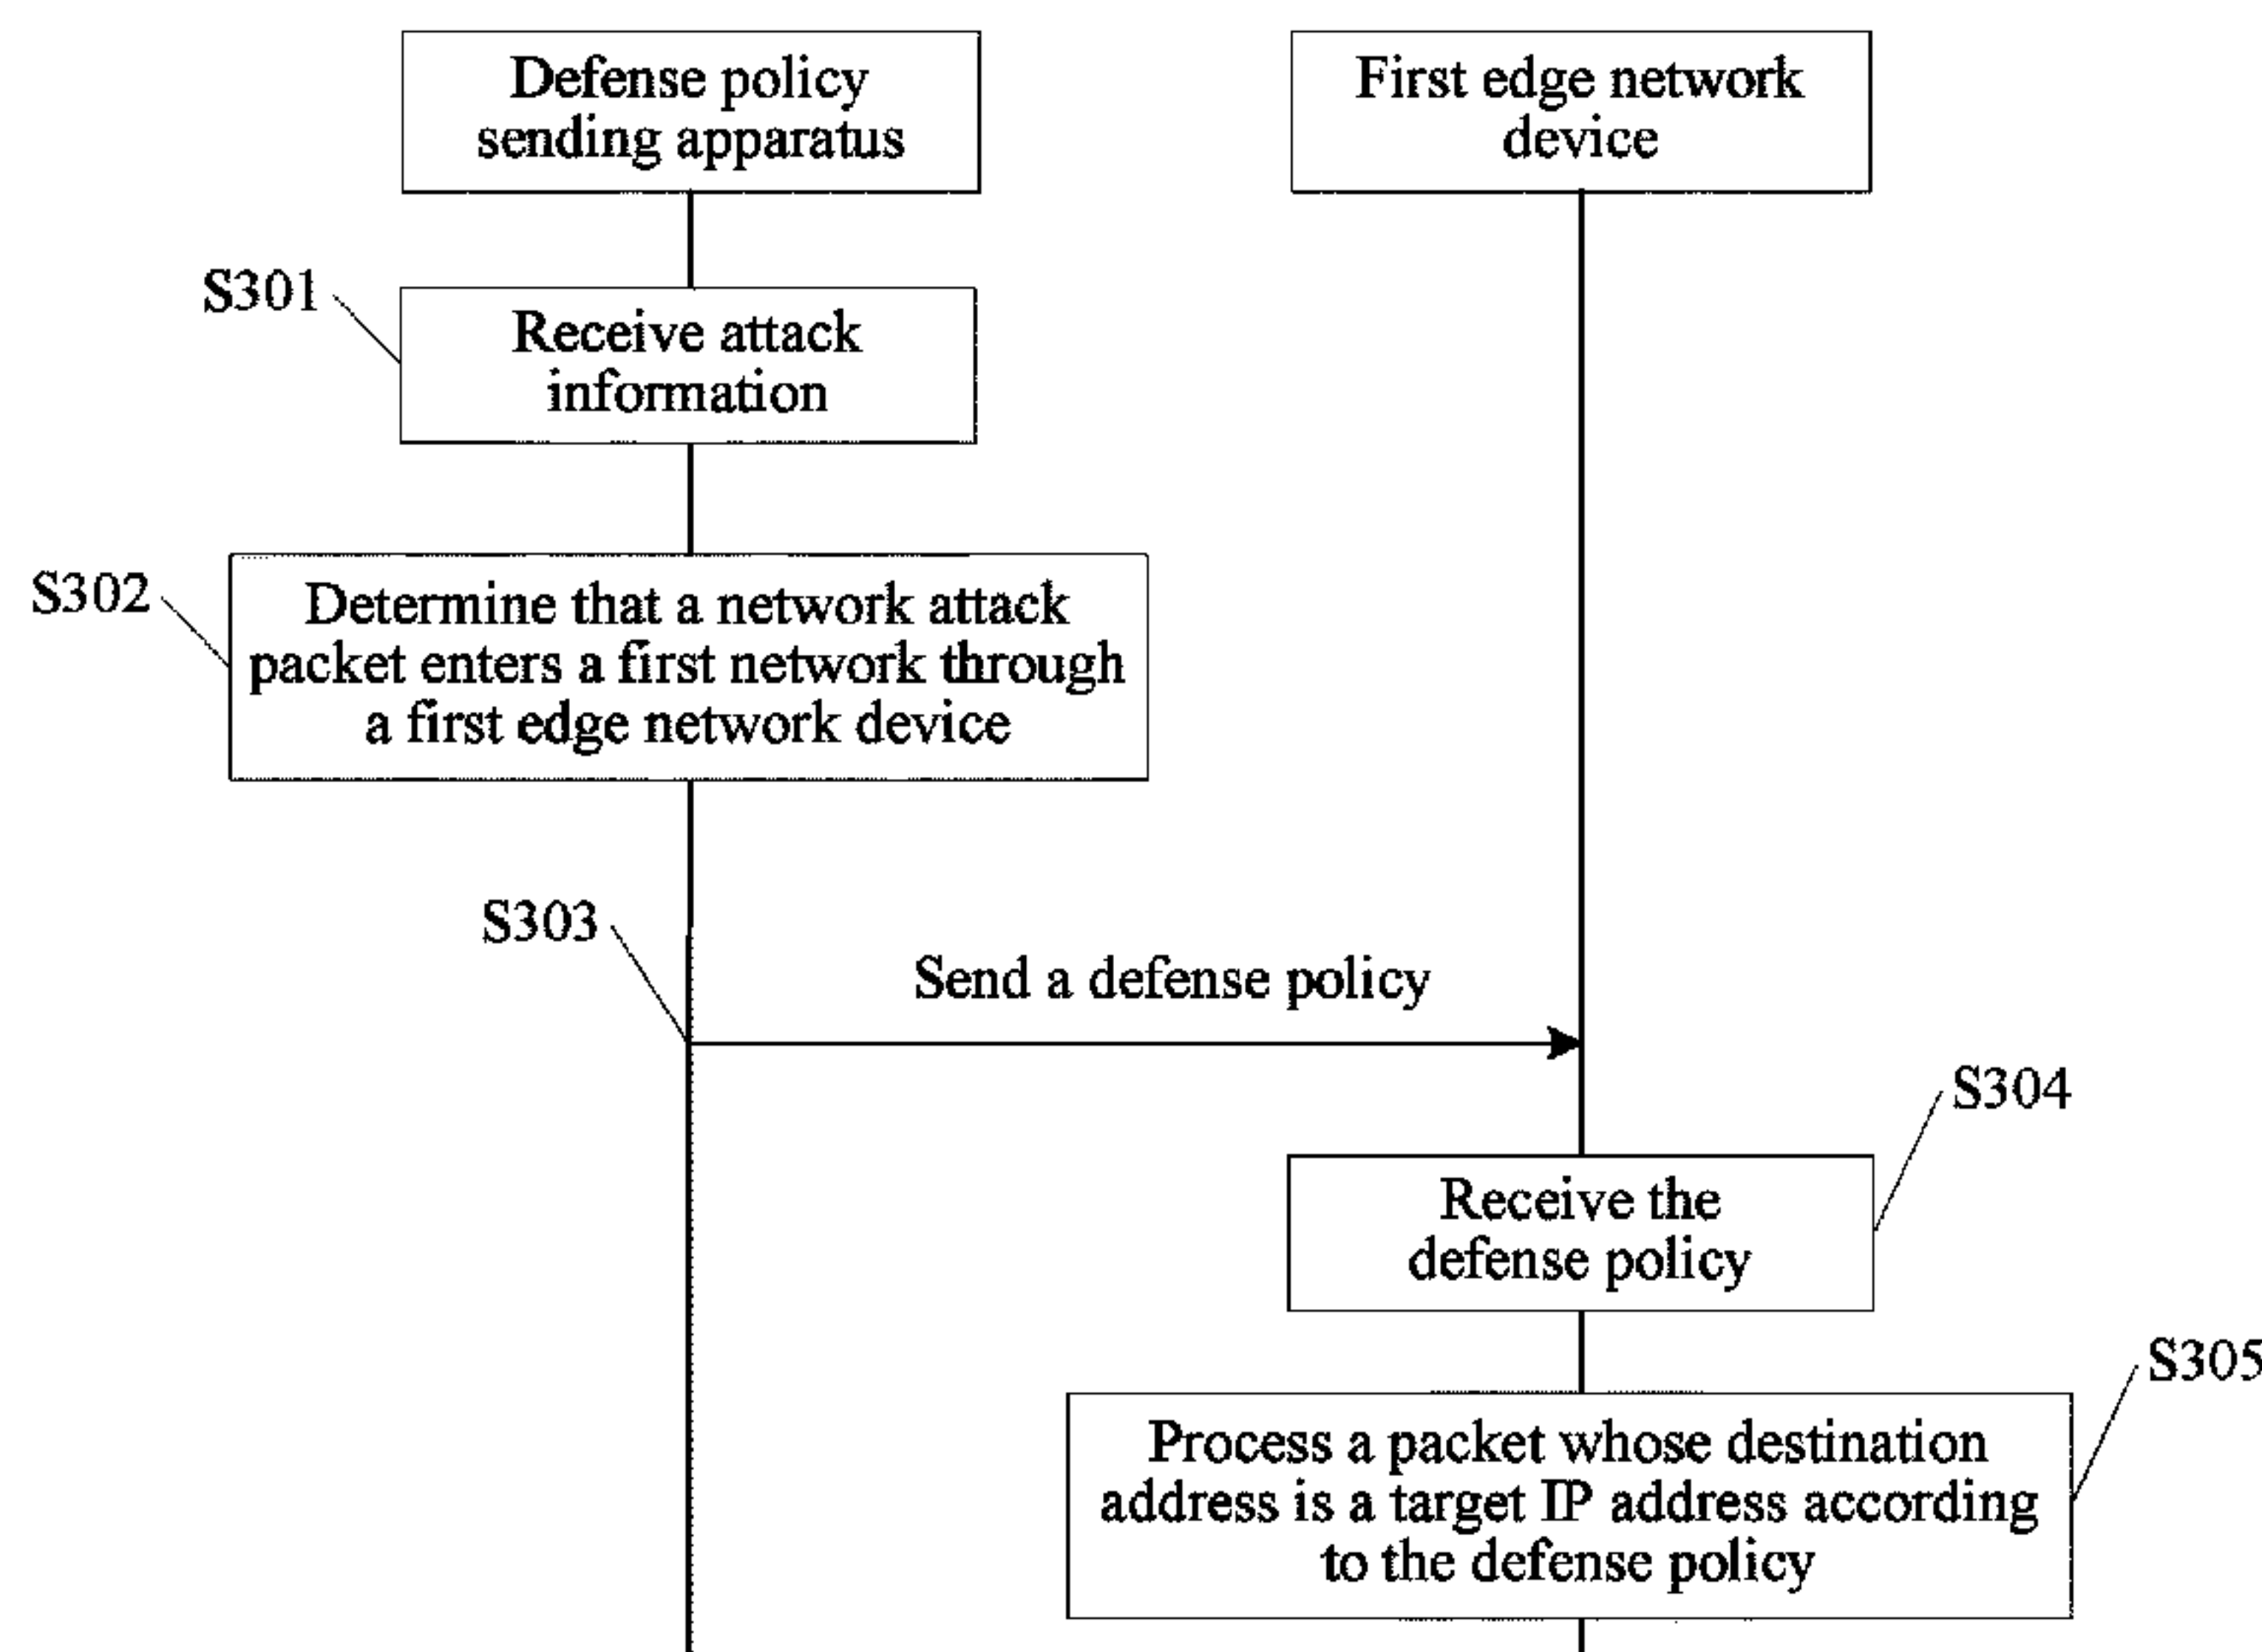 Defense policy
sending apparatus
First edge network
device
S301
Receive attack
information
S302
Determine that a network attack
packet enters a first network through
a first edge network device
S303
Send a defense policy
S304
Receive the
defense policy
S305
Process a packet whose destination
address is a target IP address according
to the defense policy